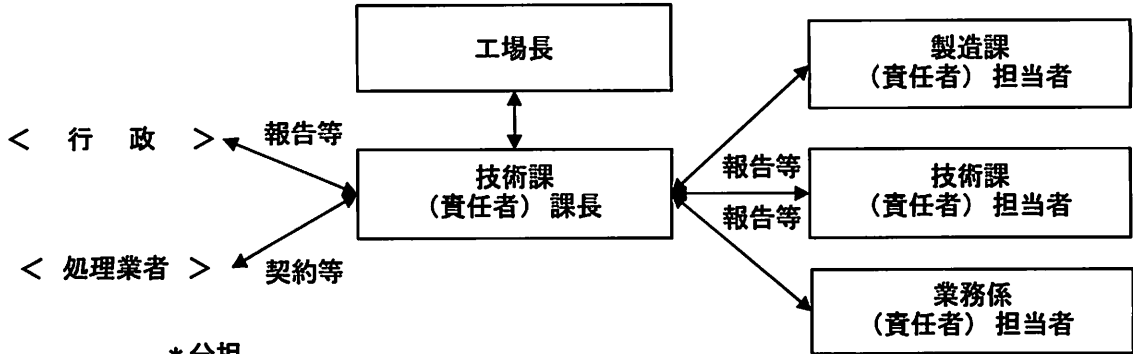 工場長
製造課
(責任者) 担当者
< 行 政 >
報告等
技術課
(責任者) 課長
報告等
報告等
技術課
(責任者) 担当者
< 処理業者 >
契約等
業務係
(責任者) 担当者
*分担